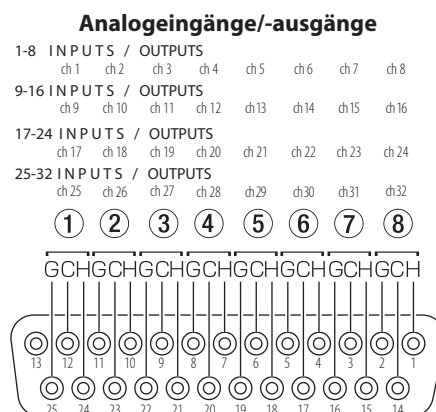 Analogeingänge/-ausgänge
1-8 INPUTS / OUTPUTS
ch 1 ch 2 ch 3 ch 4 ch 5 ch 6 ch 7 ch 8
9-16 INPUTS / OUTPUTS
ch 9 ch 10 ch 11 ch 12 ch13 ch 14 ch 15 ch16
17-24 INPUTS / OUTPUTS
ch 17 ch 18 ch 19 ch 20 ch 21 ch 22 ch 23 ch 24
25-32 INPUTS / OUTPUTS
ch 25 ch 26 ch 27 ch 28 ch29 ch30 ch31 ch32
1 2 3 4 5 6 7 8
GCHGCHGCHGCHGCHGCHGCHGCH
13 12 11 10 9 8 7 6 5 4 3 2 1
25 24 23 22 21 20 19 18 17 16 15 14